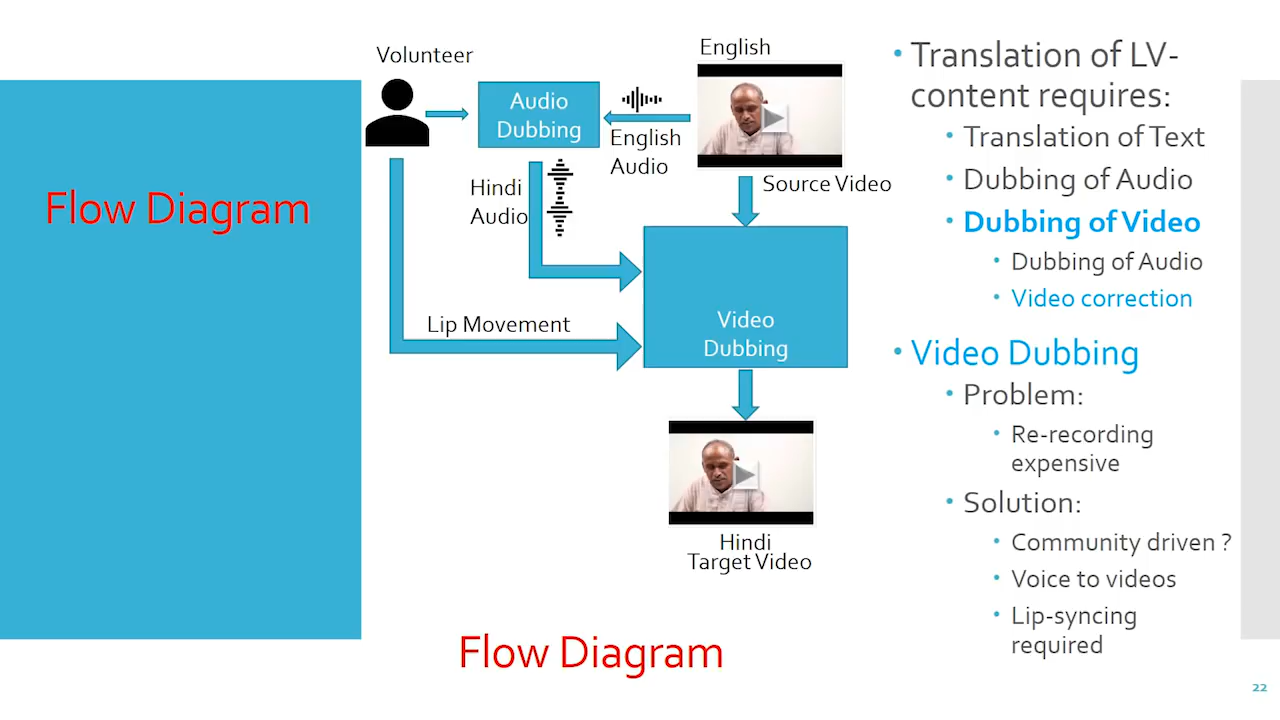 Flow Diagram
Volunteer
Audio
Dubbing
English
Audio
English
Source Video
Hindi
Audio
Lip Movement
Video
Dubbing
Hindi
Target Video
Flow Diagram
• Translation of LV-
content requires:
• Translation of Text
• Dubbing of Audio
• Dubbing of Video
• Dubbing of Audio
• Video correction
• Video Dubbing
• Problem:
• Re-recording
expensive
• Solution:
• Community driven ?
• Voice to videos
• Lip-syncing
required
22